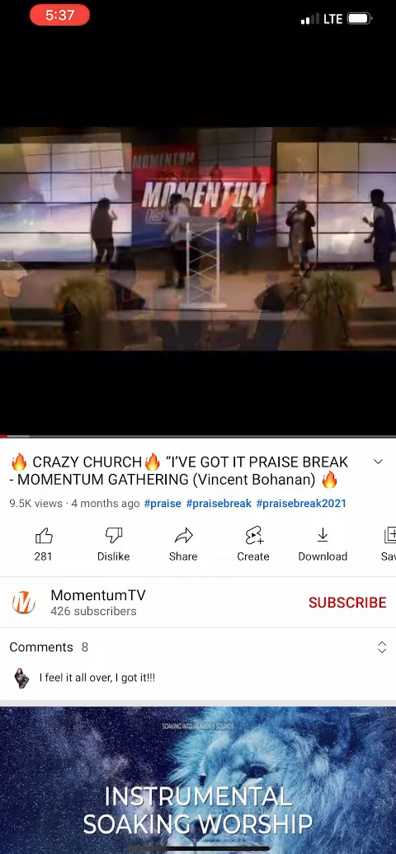 5:37
LTE
MOMENTUM
MOMENTUM
🔥 CRAZY CHURCH🔥 “I’VE GOT IT PRAISE BREAK
- MOMENTUM GATHERING (Vincent Bohanan) 🔥
9.5K views · 4 months ago #praise #praisebreak #praisebreak2021
281
Dislike
Share
Create
Download
Sav
MomentumTV
426 subscribers
SUBSCRIBE
Comments 8
I feel it all over, I got it!!!
SOAKING INTO HEAVENLY SOUNDS
INSTRUMENTAL
SOAKING WORSHIP